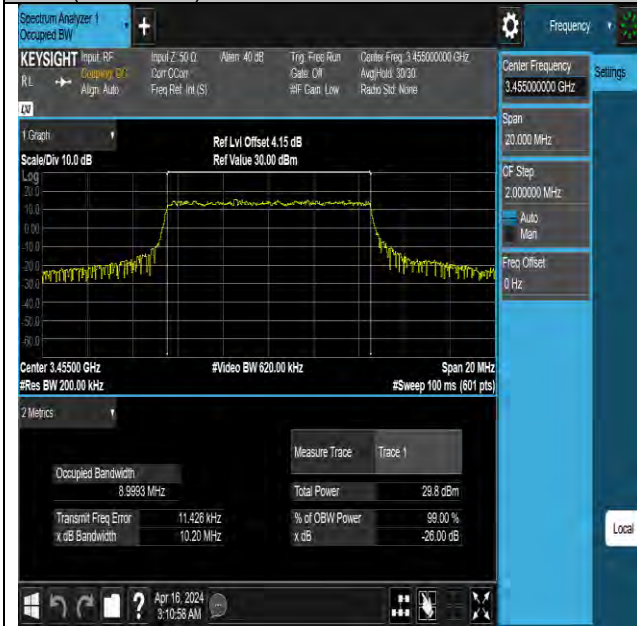 Spectrum Analyzer 1
Occupied BW
Frequency
KEYSIGHT
Input: RF
Coupling: DC
Align: Auto
Input Z: 50 Ω
Corr CCorr
Freq Ref: Int (S)
Atten: 40 dB
Trig: Free Run
Gate: Off
#IF Gain: Low
Center Freq: 3.455000000 GHz
Avg|Hold: 30/30
Radio Std: None
RL
Center Frequency
3.455000000 GHz
Settings
Span
20.000 MHz
CF Step
2.000000 MHz
Auto
Man
Freq Offset
0 Hz
1 Graph
Scale/Div 10.0 dB
Ref Lvl Offset 4.15 dB
Ref Value 30.00 dBm
Log
20.0
10.0
0.00
-10.0
-20.0
-30.0
-40.0
-50.0
-60.0
Center 3.45500 GHz
#Res BW 200.00 kHz
#Video BW 620.00 kHz
Span 20 MHz
#Sweep 100 ms (601 pts)
2 Metrics
Measure Trace Trace 1
Occupied Bandwidth
8.9993 MHz
Total Power 29.8 dBm
Transmit Freq Error 11.426 kHz
% of OBW Power 99.00 %
x dB Bandwidth 10.20 MHz
x dB -26.00 dB
Local
Apr 16, 2024
3:10:58 AM